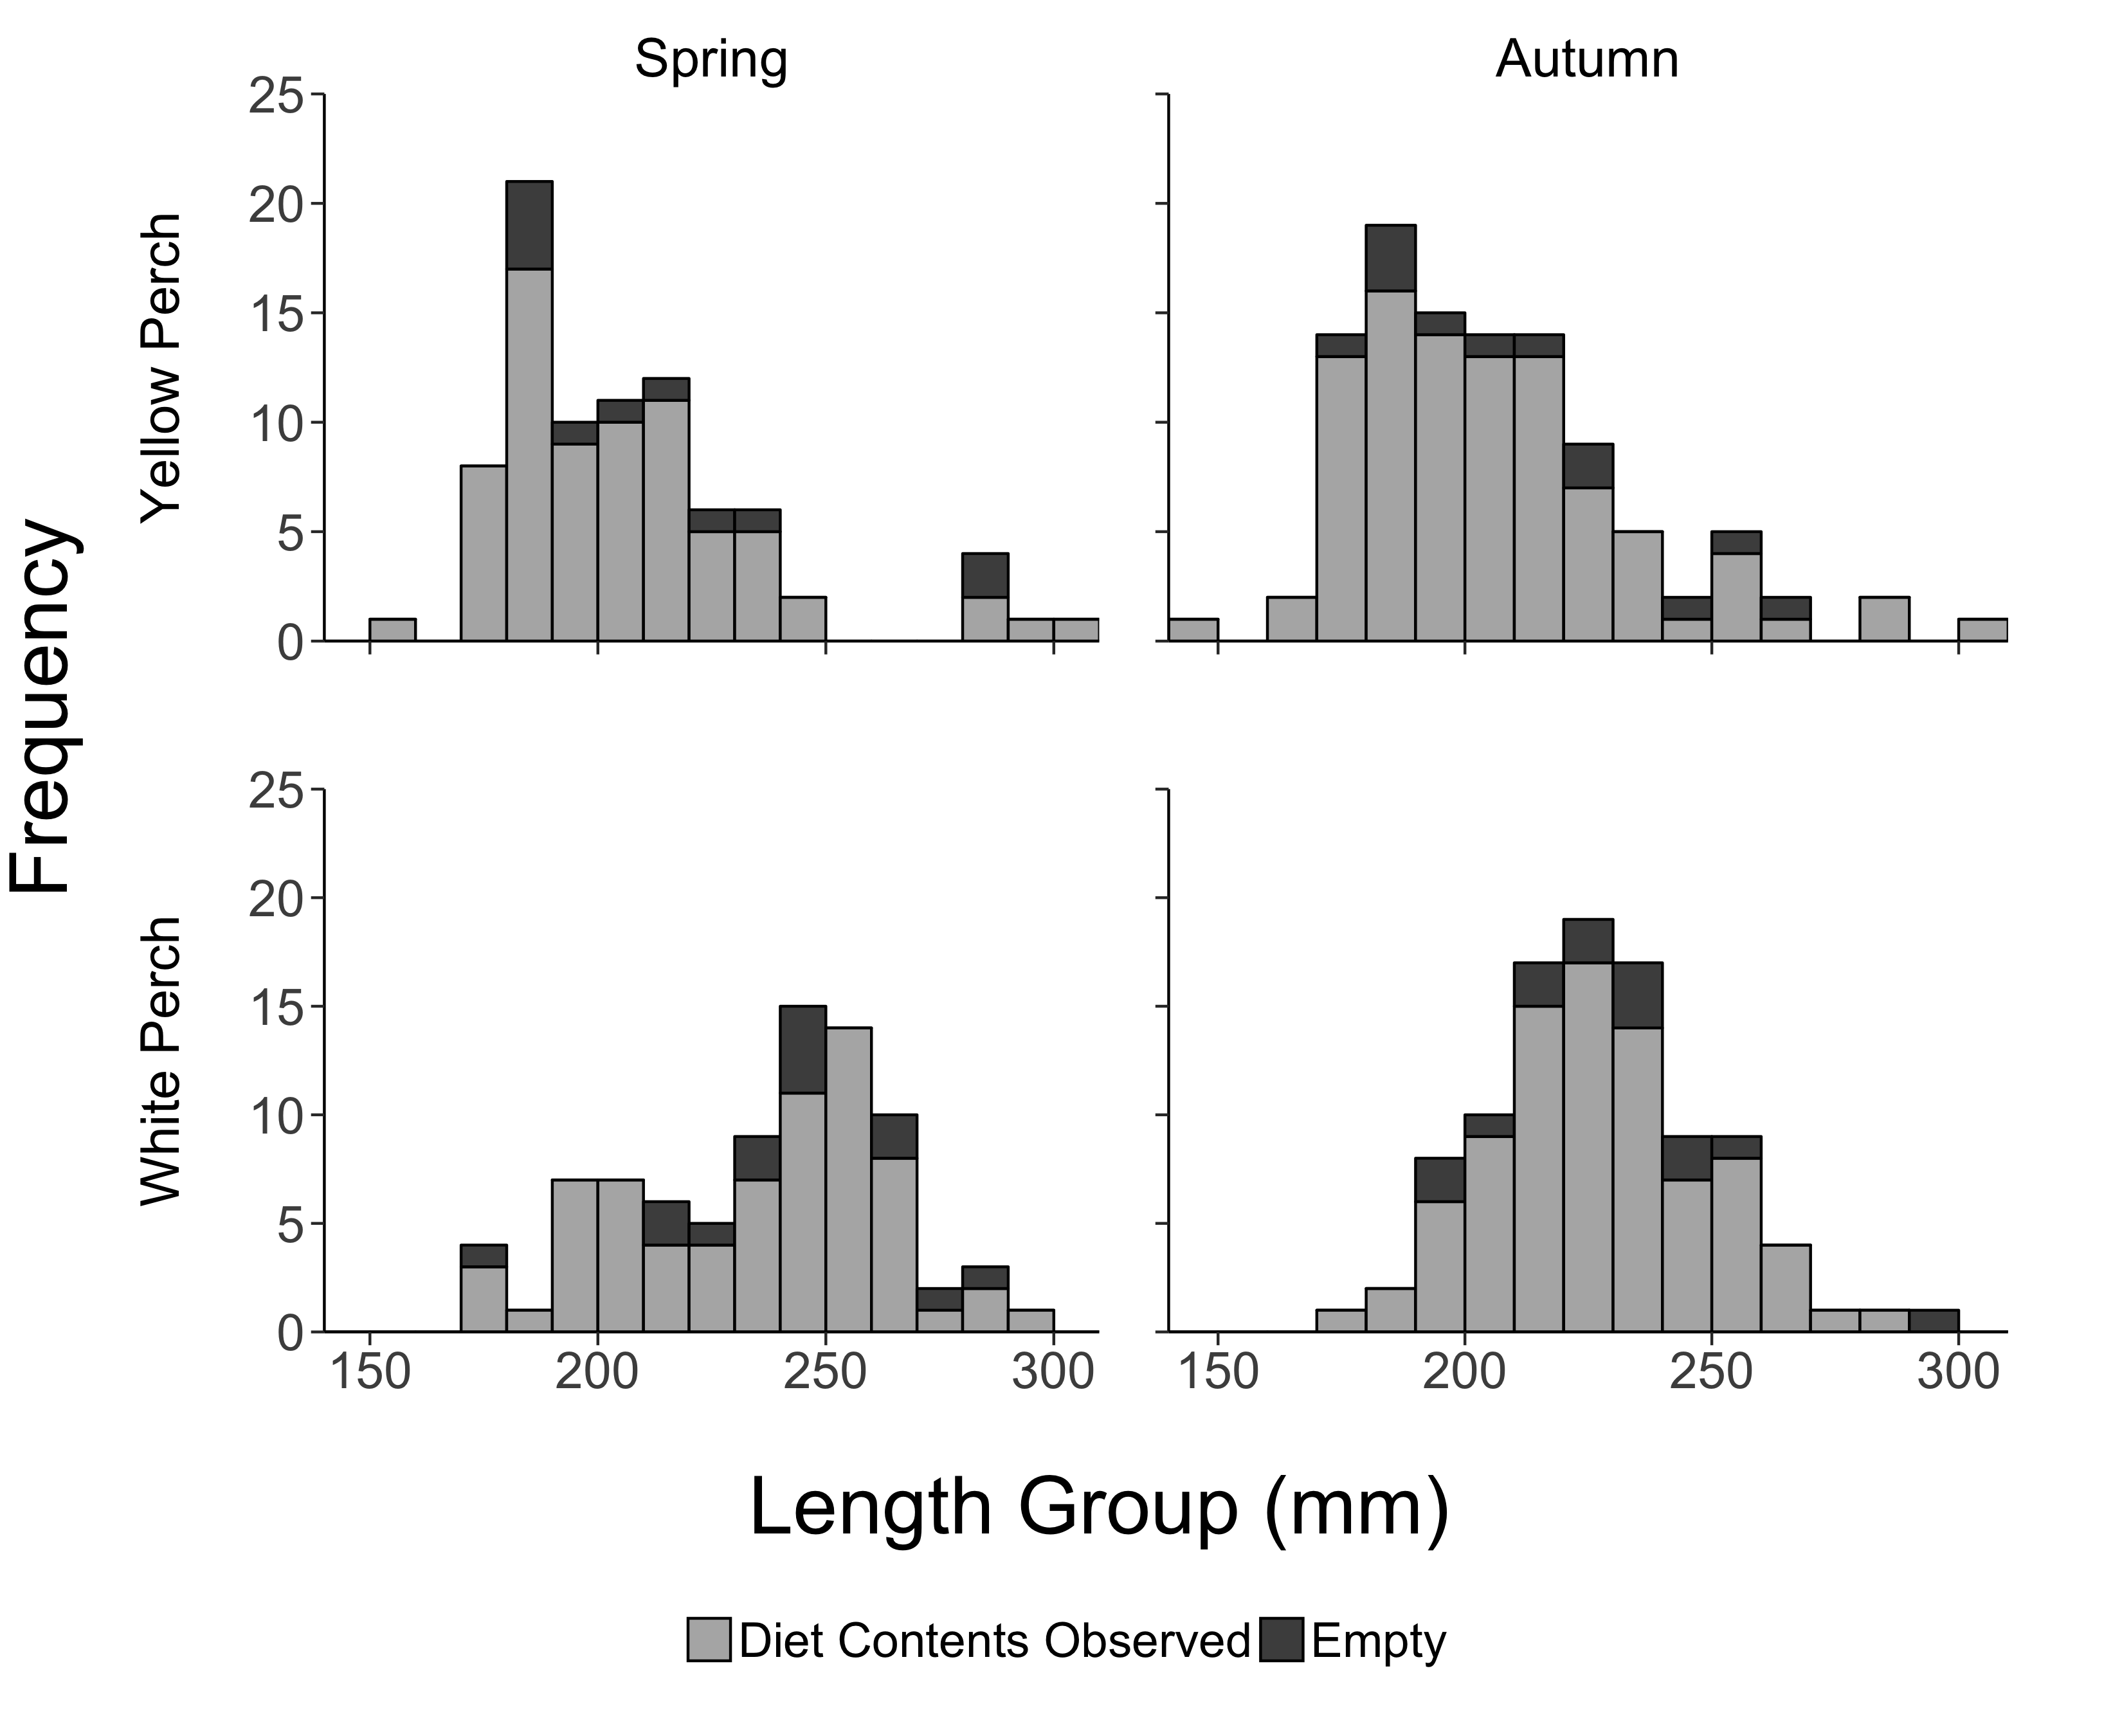 Spring
Autumn
Frequency
Yellow Perch
25
20
15
10
5
0
White Perch
25
20
15
10
5
0
150 200 250 300
150 200 250 300
Length Group (mm)
Diet Contents Observed Empty